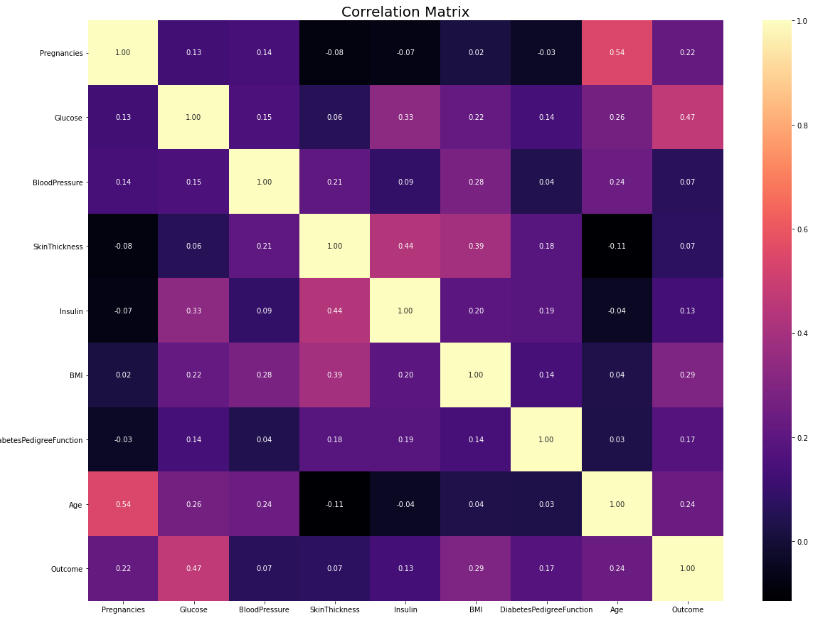 Correlation Matrix
Pregnancies 1.00 0.13 0.14 -0.08 -0.07 0.02 -0.03 0.54 0.22
Glucose 0.13 1.00 0.15 0.06 0.33 0.22 0.14 0.26 0.47
BloodPressure 0.14 0.15 1.00 0.21 0.09 0.28 0.04 0.24 0.07
SkinThickness -0.08 0.06 0.21 1.00 0.44 0.39 0.18 -0.11 0.07
Insulin -0.07 0.33 0.09 0.44 1.00 0.20 0.19 -0.04 0.13
BMI 0.02 0.22 0.28 0.39 0.20 1.00 0.14 0.04 0.29
abetesPedigreeFunction -0.03 0.14 0.04 0.18 0.19 0.14 1.00 0.03 0.17
Age 0.54 0.26 0.24 -0.11 -0.04 0.04 0.03 1.00 0.24
Outcome 0.22 0.47 0.07 0.07 0.13 0.29 0.17 0.24 1.00
Pregnancies Glucose BloodPressure SkinThickness Insulin BMI DiabetesPedigreeFunction Age Outcome
1.0
0.8
0.6
0.4
0.2
0.0